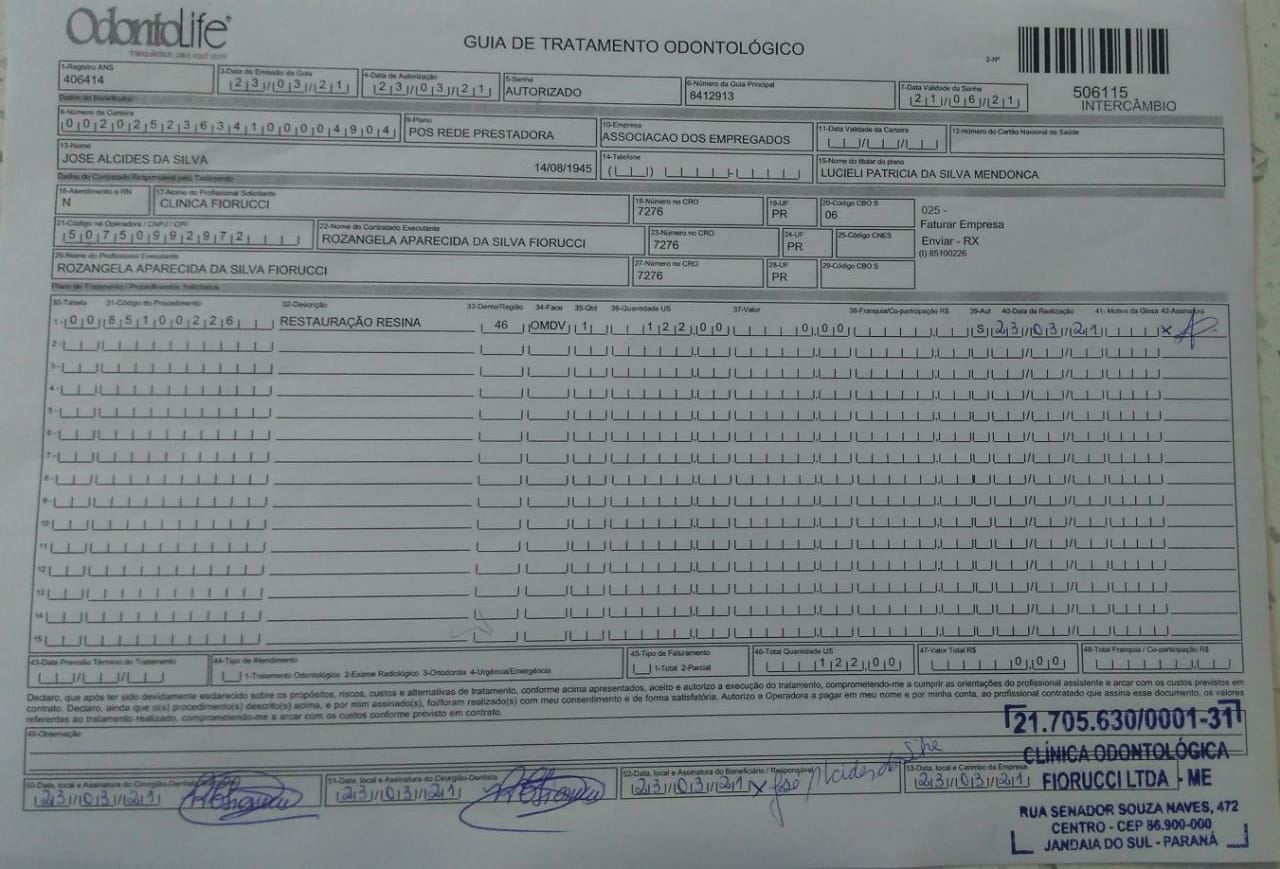 OdontoLife
tranquilidade para você sorrir
GUIA DE TRATAMENTO ODONTOLÓGICO
2-Nº
506115
INTERCÂMBIO
1-Registro ANS
406414
3-Data de Emissão da Guia
23/03/21
4-Data de Autorização
23/03/21
5-Senha
AUTORIZADO
6-Número da Guia Principal
8412913
7-Data Validade da Senha
21/06/21
Dados do Beneficiário
8-Número da Carteira
00202523634100004904
9-Plano
POS REDE PRESTADORA
10-Empresa
ASSOCIACAO DOS EMPREGADOS
11-Data Validade da Carteira
12-Número do Cartão Nacional de Saúde
13-Nome
JOSE ALCIDES DA SILVA 14/08/1945
14-Telefone
15-Nome do titular do plano
LUCIELI PATRICIA DA SILVA MENDONCA
Dados do Contratado Responsável pelo Tratamento
16-Atendimento a RN
N
17-Nome do Profissional Solicitante
CLINICA FIORUCCI
18-Número no CRO
7276
19-UF
PR
20-Código CBO S
06
025 -
Faturar Empresa
Enviar - RX
(I) 85100226
21-Código na Operadora / CNPJ / CPF
50750992972
22-Nome do Contratado Executante
ROZANGELA APARECIDA DA SILVA FIORUCCI
23-Número no CRO
7276
24-UF
PR
25-Código CNES
26-Nome do Profissional Executante
ROZANGELA APARECIDA DA SILVA FIORUCCI
27-Número no CRO
7276
28-UF
PR
29-Código CBO S
Plano de Tratamento / Procedimentos Solicitados
30-Tabela 31-Código do Procedimento 32-Descrição 33-Dente/Região 34-Face 35-Qtd 36-Quantidade US 37-Valor 38-Franquia/Co-participação R$ 39-Aut 40-Data de Realização 41-Motivo da Glosa 42-Assinatura
1- 00 85100226 RESTAURAÇÃO RESINA 46 OMDV 1 122,00 0,00 S 23/03/21 x
2-
3-
4-
5-
6-
7-
8-
9-
10
11
12
13
14
15
43-Data Previsão Término do Tratamento
44-Tipo de Atendimento
1-Tratamento Odontológico 2-Exame Radiológico 3-Ortodontia 4-Urgência/Emergência
45-Tipo de Faturamento
1-Total 2-Parcial
46-Total Quantidade US
122,00
47-Valor Total R$
0,00
48-Total Franquia / Co-participação R$
Declaro, que após ter sido devidamente esclarecido sobre os propósitos, riscos, custos e alternativas de tratamento, conforme acima apresentados, aceito e autorizo a execução do tratamento, comprometendo-me a cumprir as orientações do profissional assistente e arcar com os custos previstos em
contrato. Declaro, ainda que o(s) procedimento(s) descrito(s) acima, e por mim assinado(s), foi/foram realizado(s) com meu consentimento e de forma satisfatória. Autorizo a Operadora a pagar em meu nome e por minha conta, ao profissional contratado que assina esse documento, os valores
referentes ao tratamento realizado, comprometendo-me a arcar com os custos conforme previsto em contrato.
49-Observação
50-Data, local e Assinatura do Cirurgião-Dentista
23/03/21
51-Data, local e Assinatura do Cirurgião-Dentista
23/03/21
52-Data, local e Assinatura do Beneficiário / Responsável
23/03/21 x
53-Data, local e Carimbo da Empresa
23/03/21
21.705.630/0001-31
CLÍNICA ODONTOLÓGICA
FIORUCCI LTDA - ME
RUA SENADOR SOUZA NAVES, 472
CENTRO - CEP 86.900-000
JANDAIA DO SUL - PARANÁ